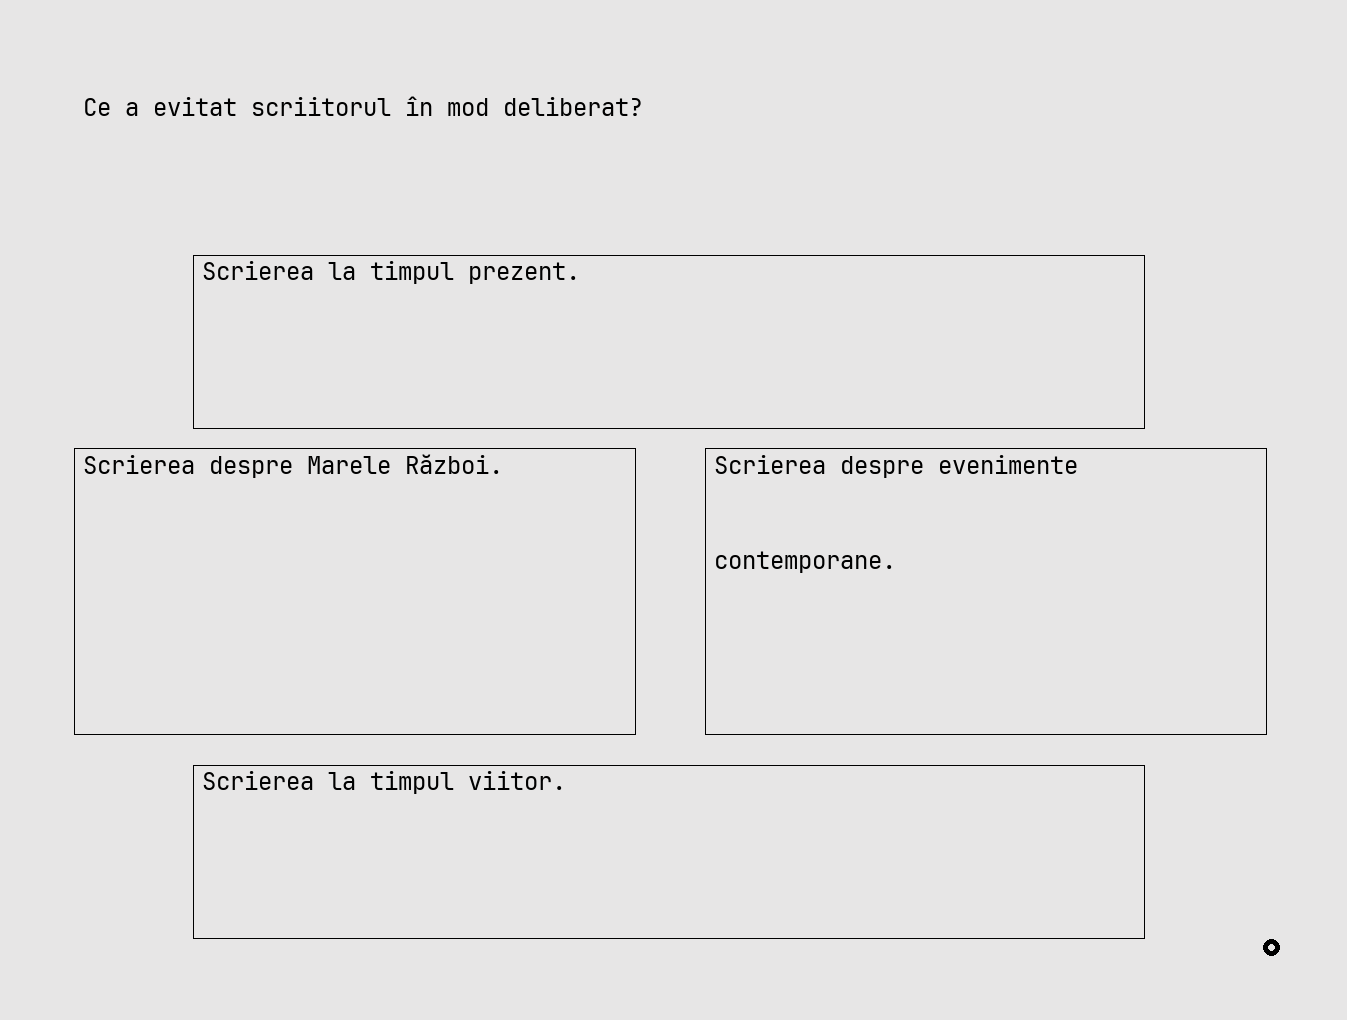 Ce a evitat scriitorul în mod deliberat?
Scrierea la timpul prezent.
Scrierea despre Marele Război.
Scrierea despre evenimente
contemporane.
Scrierea la timpul viitor.